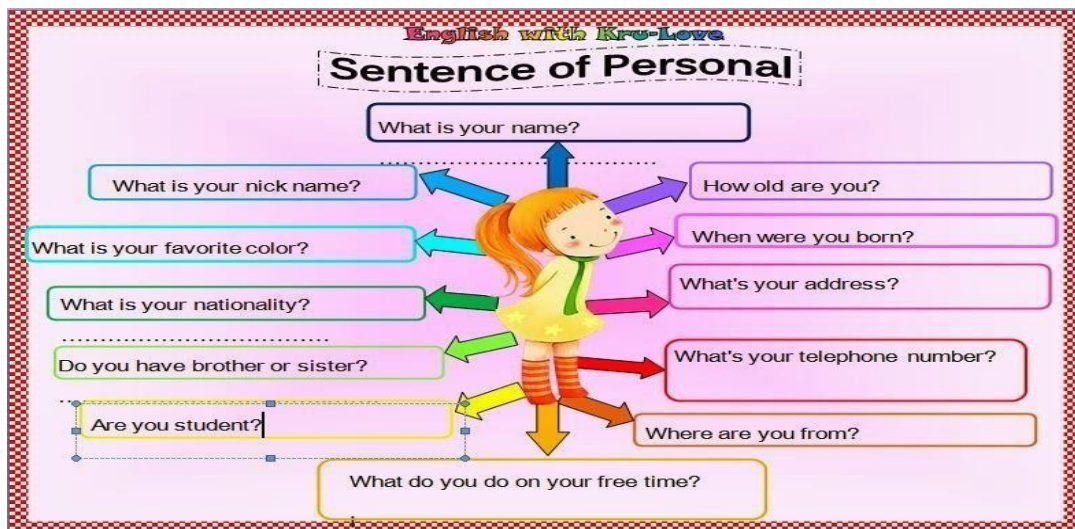 English with Kru-Love
Sentence of Personal
What is your name?
What is your nick name?
How old are you?
What is your favorite color?
When were you born?
What is your nationality?
What's your address?
Do you have brother or sister?
What's your telephone number?
Are you student?
Where are you from?
What do you do on your free time?